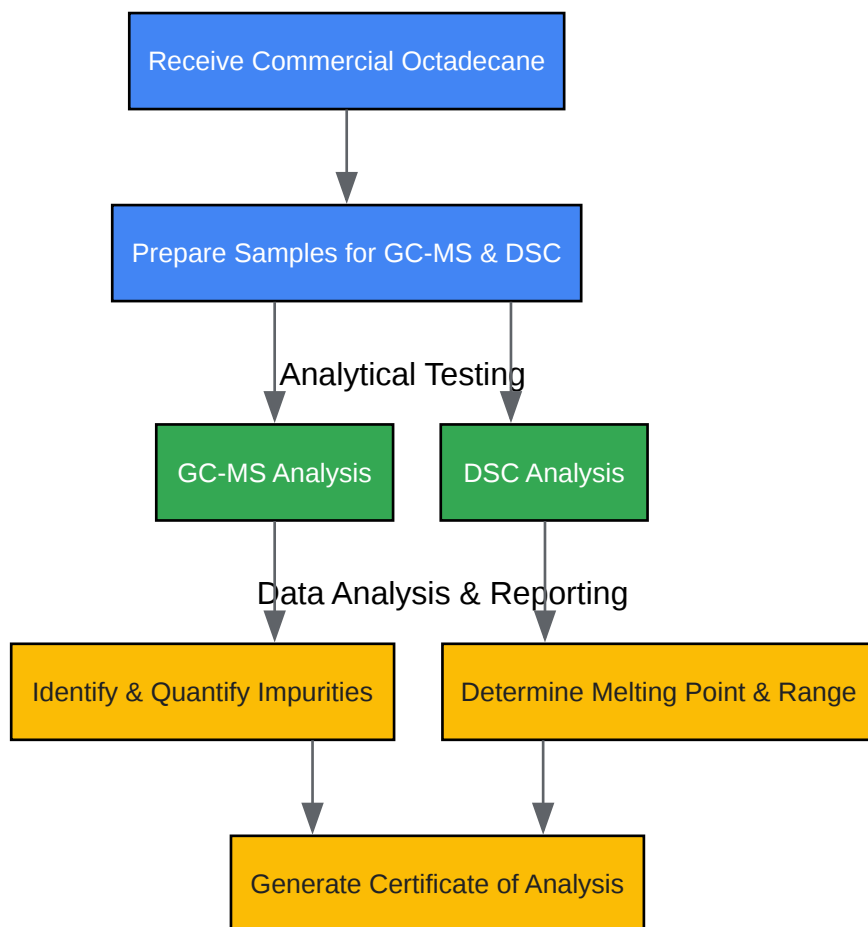 Receive Commercial Octadecane
Prepare Samples for GC-MS & DSC
Analytical Testing
GC-MS Analysis
DSC Analysis
Data Analysis & Reporting
Identify & Quantify Impurities
Determine Melting Point & Range
Generate Certificate of Analysis